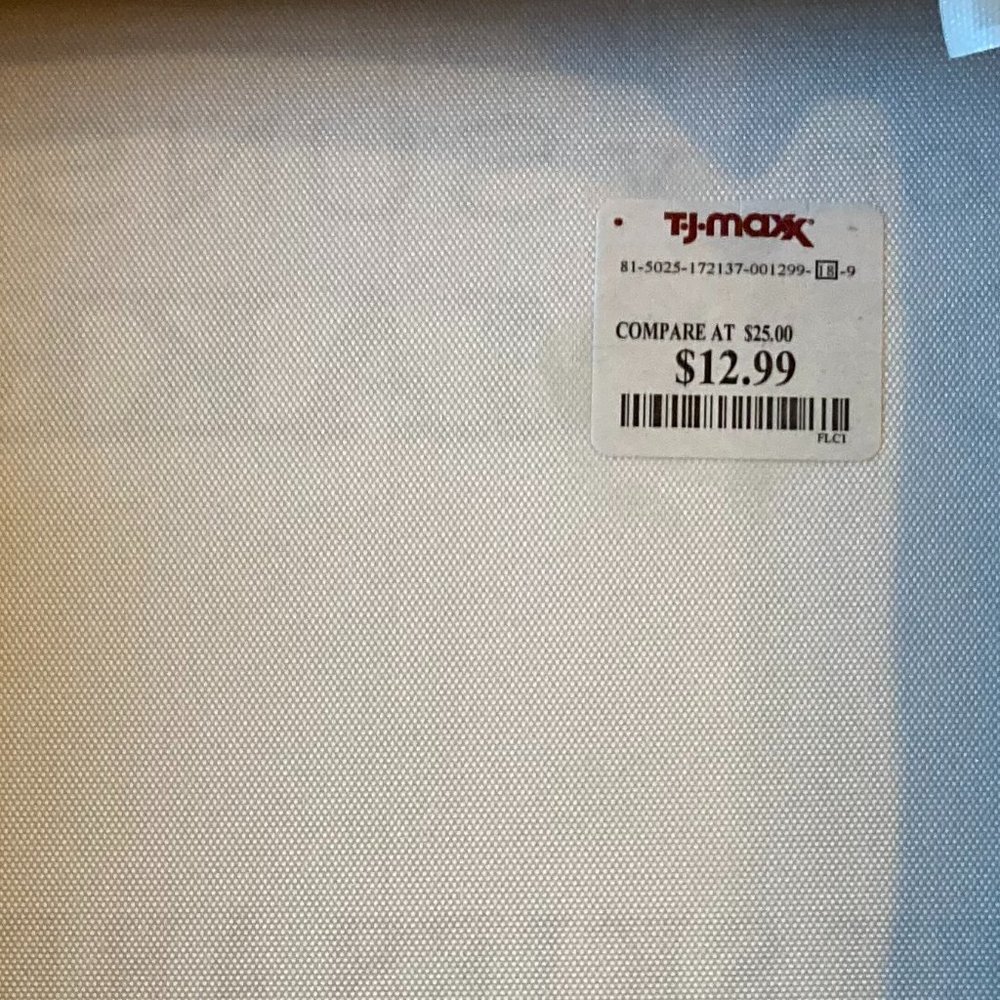 T·J·maxx
81-5025-172137-001299-18-9
COMPARE AT $25.00
$12.99
FLC1